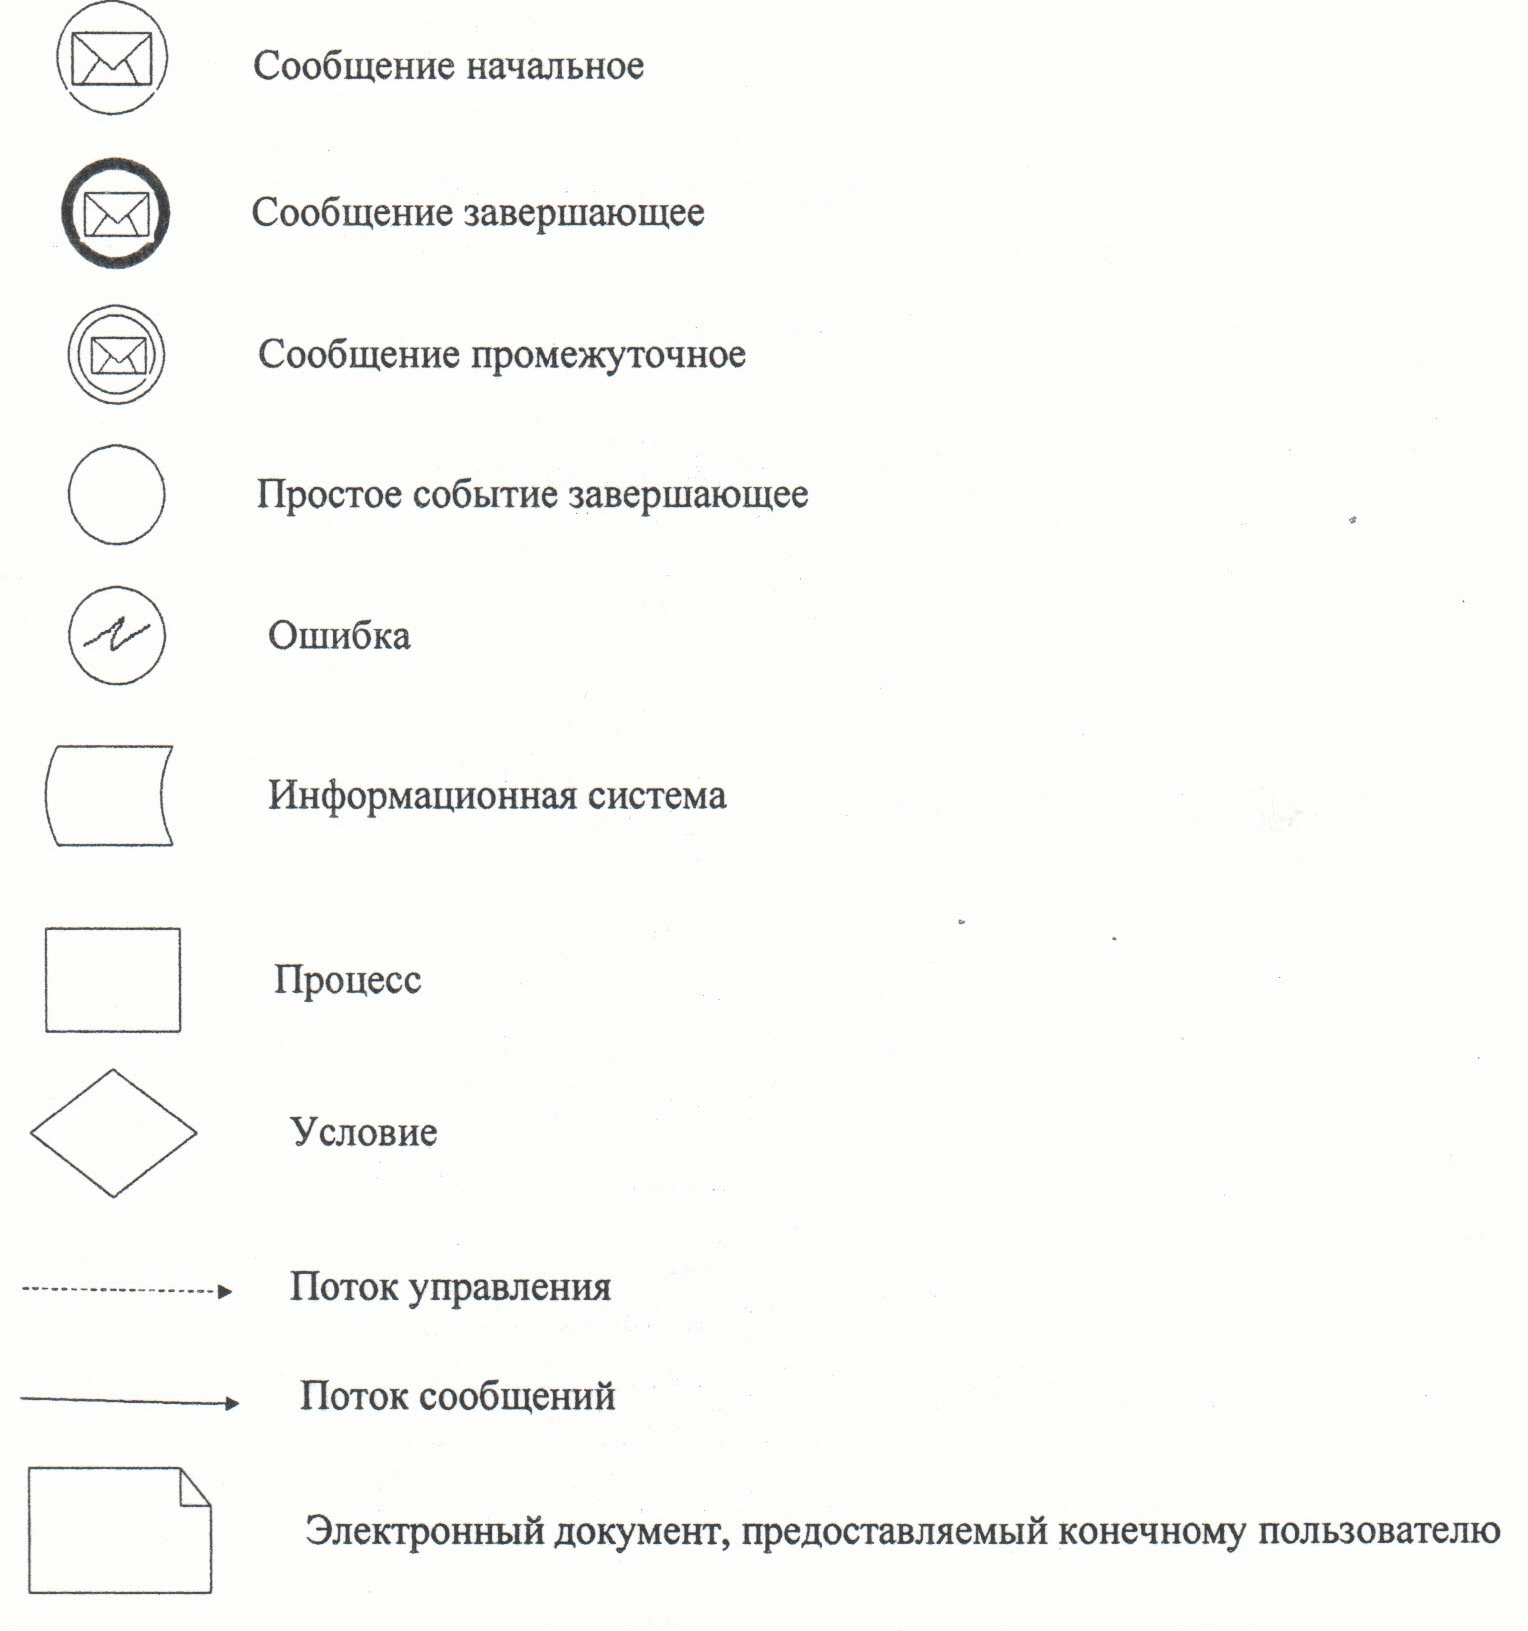 Сообщение начальное
Сообщение завершающее
Сообщение промежуточное
Простое событие завершающее
Ошибка
Информационная система
Процесс
Условие
Поток управления
Поток сообщений
Электронный документ, предоставляемый конечному пользователю